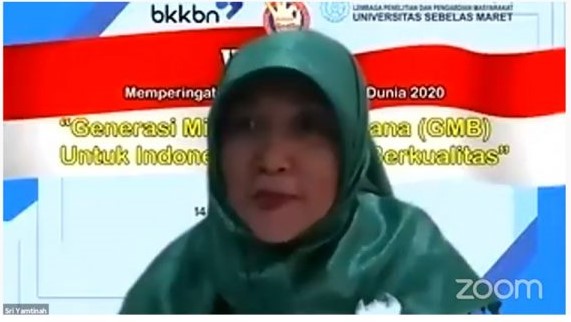 bkkbn
LEMBAGA PENELITIAN DAN PENGABDIAN MASYARAKAT
UNIVERSITAS SEBELAS MARET
Memperingat Dunia 2020
"Generasi Mi ana (GMB)
Untuk Indone Berkualitas"
14
zoom
Sri Yamtinah